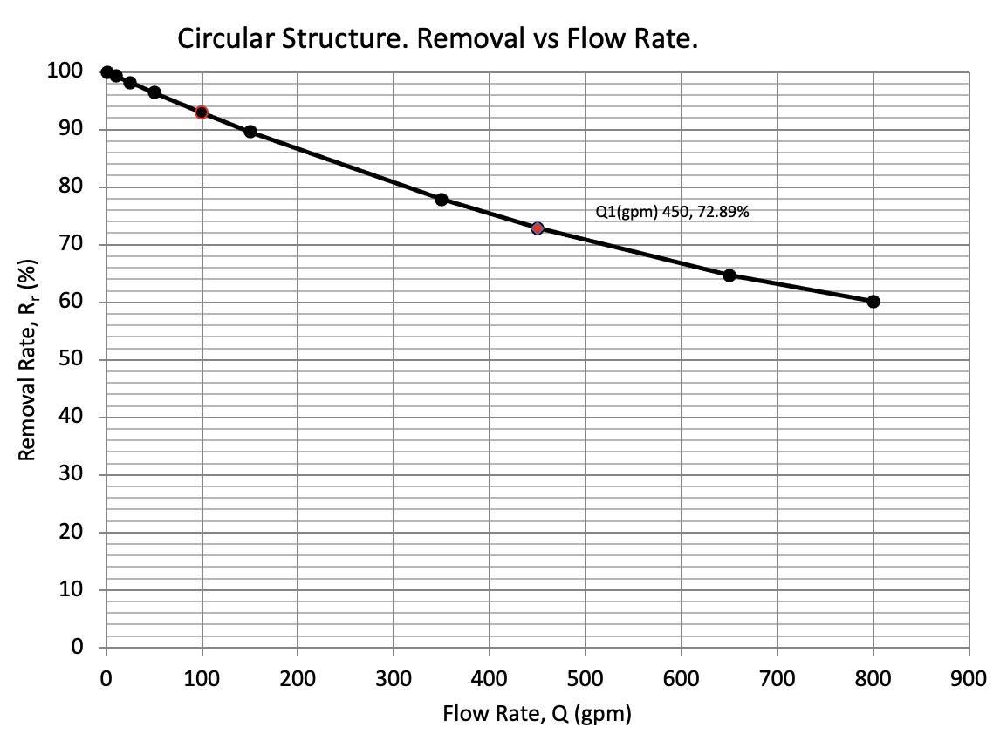 Circular Structure. Removal vs Flow Rate.
100
90
80
70
60
50
40
30
20
10
0
Removal Rate, Rr (%)
Q1(gpm) 450, 72.89%
0 100 200 300 400 500 600 700 800 900
Flow Rate, Q (gpm)